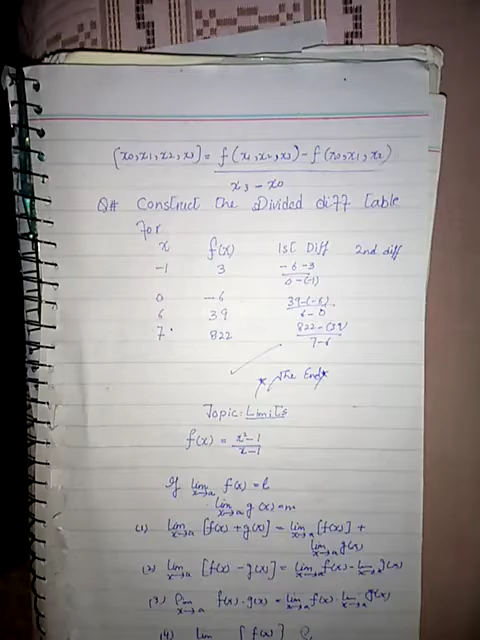 [x0,x1,x2,x3] = f(x1,x2,x3) - f(x0,x1,x2)
x3 - x0
Q# Construct the Divided diff table
for
x f(x) 1st Diff 2nd diff
-1 3 -6-3
0-(-1)
0 -6 39-(-6)
6-0
6 39
7 822 822-(39)
7-6
* The End *
Topic: Limits
f(x) = x²-1
x-1
If lim x→a f(x) = l
lim x→a g(x) = m
(1) lim x→a [f(x) + g(x)] = lim x→a [f(x)] +
lim x→a g(x)
(2) lim x→a [f(x) - g(x)] = lim x→a f(x) - lim x→a g(x)
(3) lim x→a f(x) . g(x) = lim x→a f(x) . lim x→a g(x)
(4) lim [f(x)]